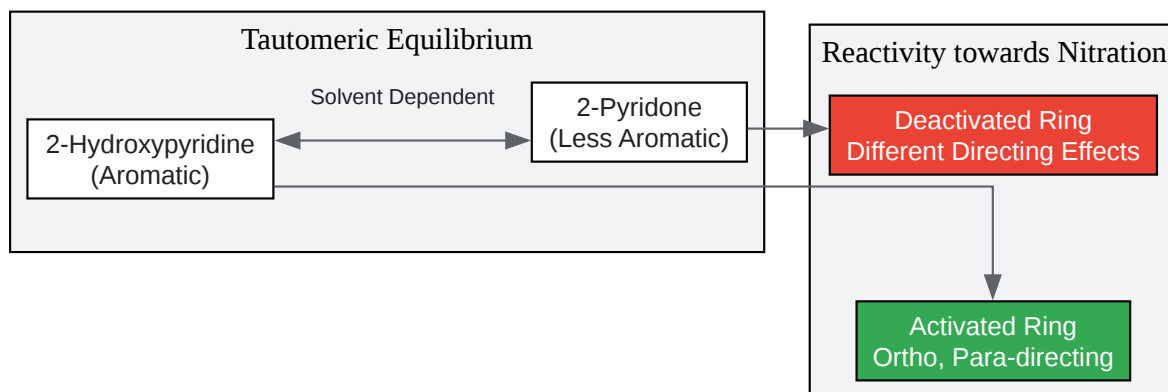 Tautomeric Equilibrium
Solvent Dependent
2-Hydroxypyridine
(Aromatic)
2-Pyridone
(Less Aromatic)
Reactivity towards Nitration
Deactivated Ring
Different Directing Effects
Activated Ring
Ortho, Para-directing